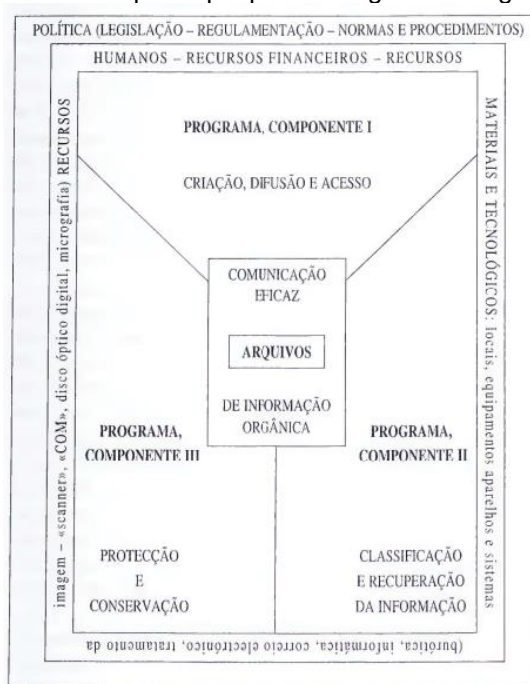 POLÍTICA (LEGISLAÇÃO – REGULAMENTAÇÃO – NORMAS E PROCEDIMENTOS)
HUMANOS – RECURSOS FINANCEIROS – RECURSOS
MATERIAIS E TECNOLÓGICOS: locais, equipamentos aparelhos e sistemas
(burótica, informática, correio electrónico, tratamento da
imagem – «scanner», «COM», disco óptico digital, micrografia) RECURSOS
PROGRAMA, COMPONENTE I
CRIAÇÃO, DIFUSÃO E ACESSO
COMUNICAÇÃO
EFICAZ
ARQUIVOS
DE INFORMAÇÃO
ORGÂNICA
PROGRAMA,
COMPONENTE III
PROTECÇÃO
E
CONSERVAÇÃO
PROGRAMA,
COMPONENTE II
CLASSIFICAÇÃO
E RECUPERAÇÃO
DA INFORMAÇÃO